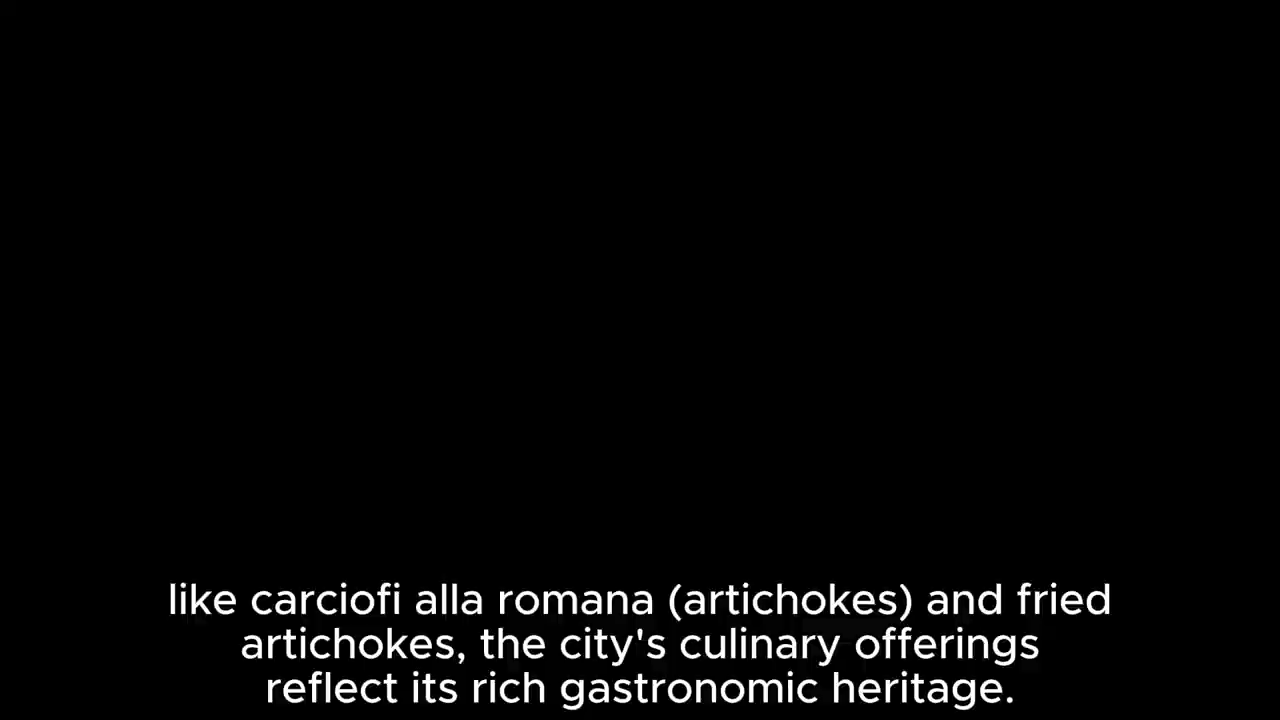 like carciofi alla romana (artichokes) and fried
artichokes, the city's culinary offerings
reflect its rich gastronomic heritage.